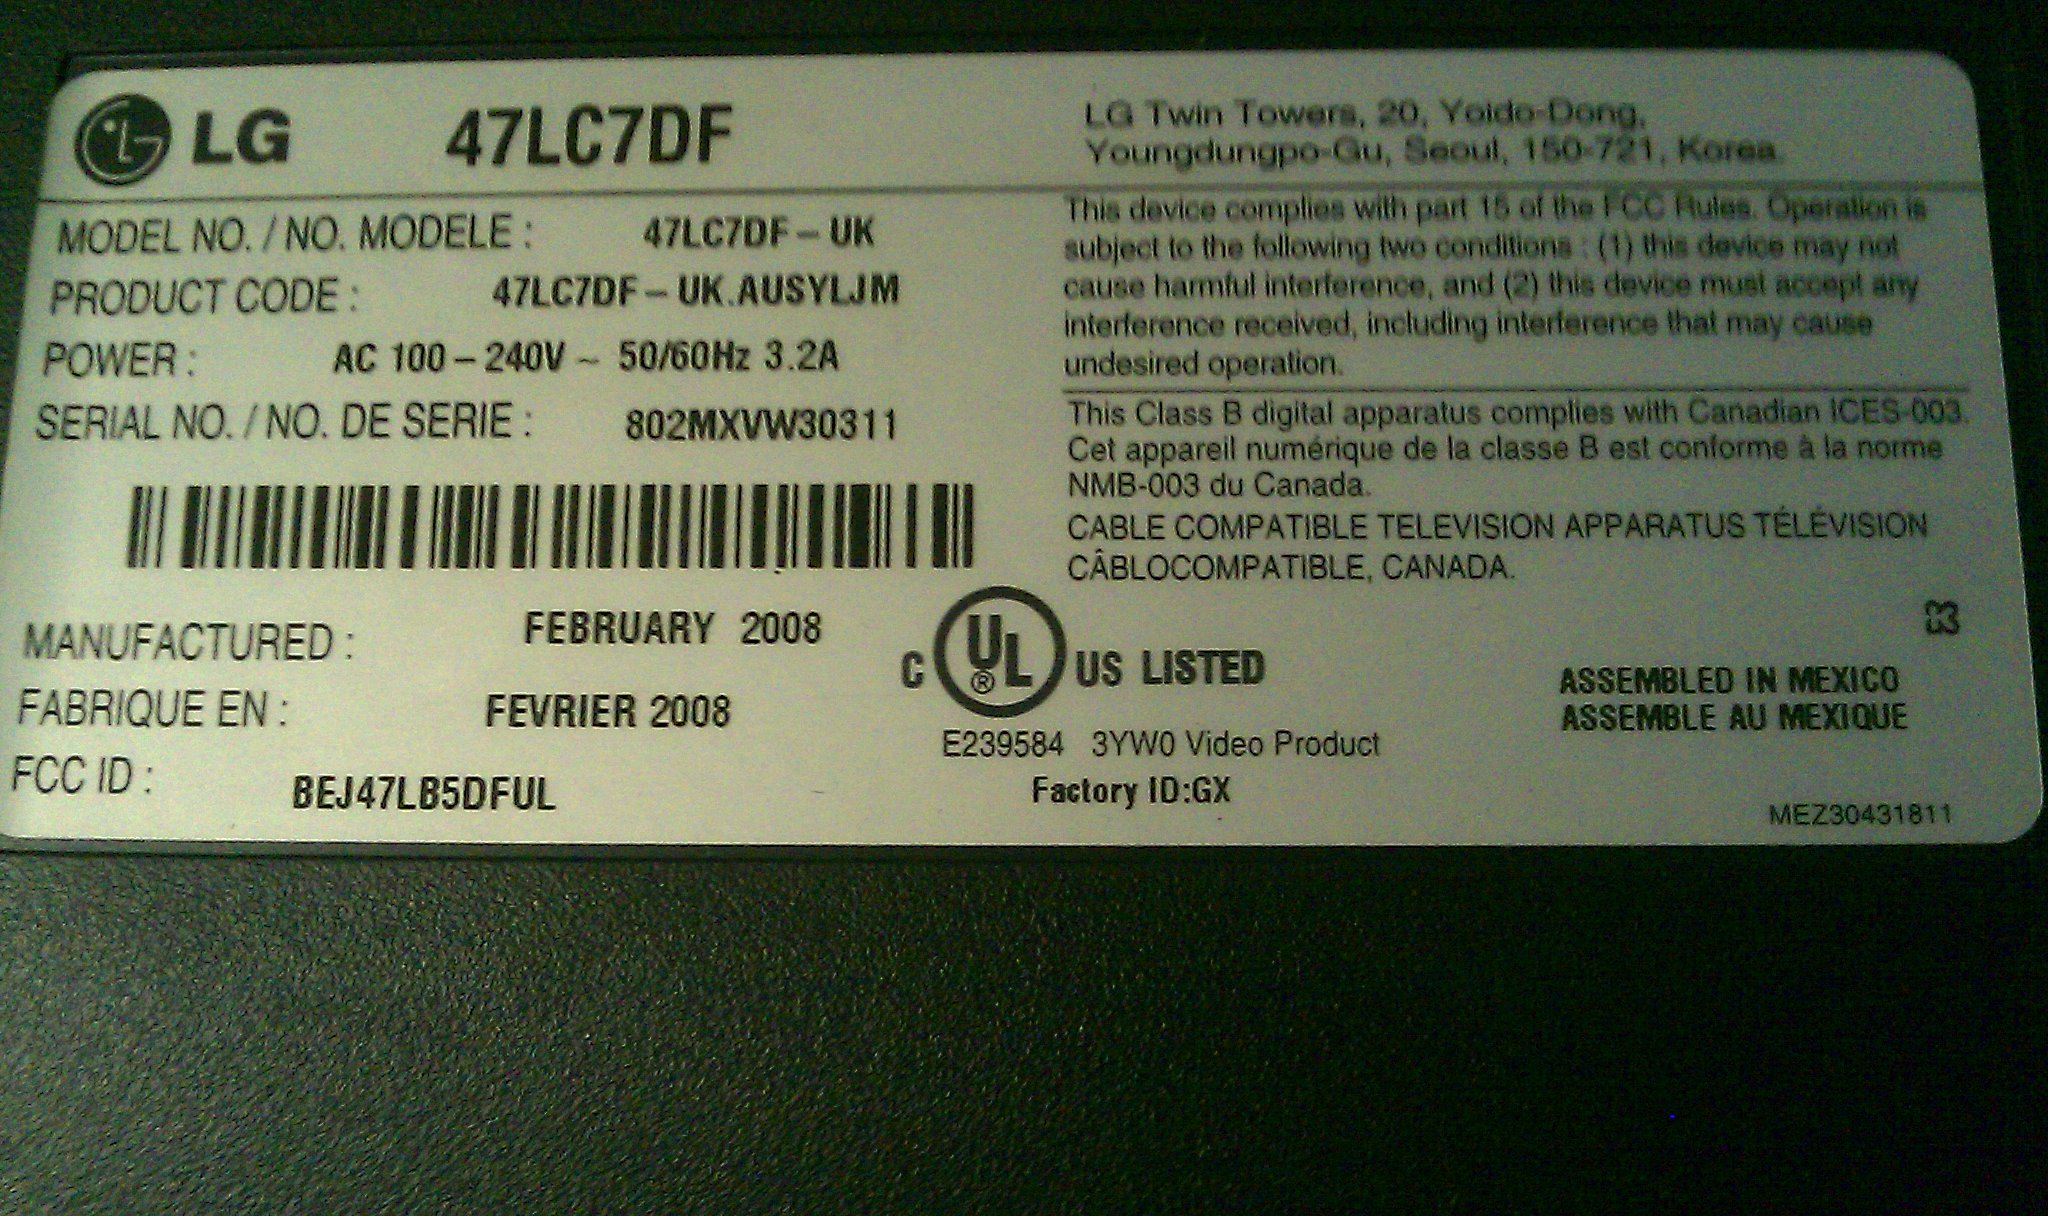 LG 47LC7DF
LG Twin Towers, 20, Yoido-Dong,
Youngdungpo-Gu, Seoul, 150-721, Korea.
MODEL NO. / NO. MODELE : 47LC7DF – UK
PRODUCT CODE : 47LC7DF – UK.AUSYLJM
POWER : AC 100 – 240V ~ 50/60Hz 3.2A
SERIAL NO. / NO. DE SERIE : 802MXVW30311
MANUFACTURED : FEBRUARY 2008
FABRIQUE EN : FEVRIER 2008
FCC ID : BEJ47LB5DFUL
This device complies with part 15 of the FCC Rules. Operation is
subject to the following two conditions : (1) this device may not
cause harmful interference, and (2) this device must accept any
interference received, including interference that may cause
undesired operation.
This Class B digital apparatus complies with Canadian ICES-003.
Cet appareil numérique de la classe B est conforme à la norme
NMB-003 du Canada.
CABLE COMPATIBLE TELEVISION APPARATUS TÉLÉVISION
CÂBLOCOMPATIBLE, CANADA.
C UL ® US LISTED
E239584 3YW0 Video Product
Factory ID:GX
ASSEMBLED IN MEXICO
ASSEMBLE AU MEXIQUE
MEZ30431811